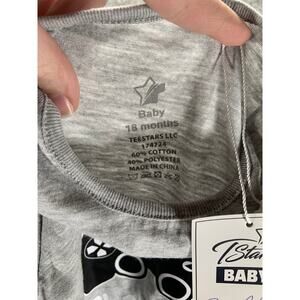 Baby
18 months
TEESTARS LLC
174724
60% COTTON
40% POLYESTER
MADE IN CHINA
TStar
BABY